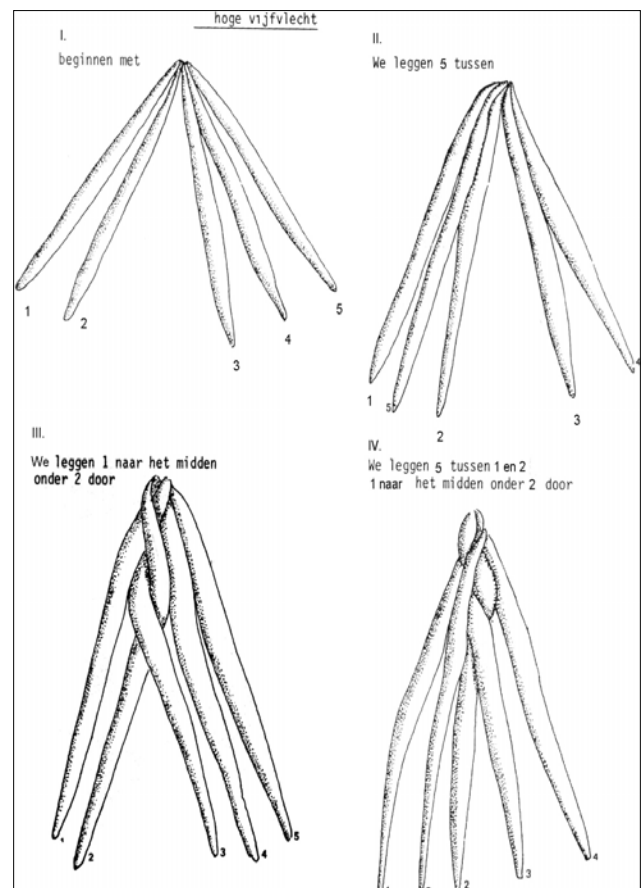 hoge vijfvlecht
I.
beginnen met
1
2
3
4
5
II.
We leggen 5 tussen
1
5
2
3
4
III.
We leggen 1 naar het midden
onder 2 door
1
2
3
4
5
IV.
We leggen 5 tussen 1 en 2
1 naar het midden onder 2 door
2
3
4